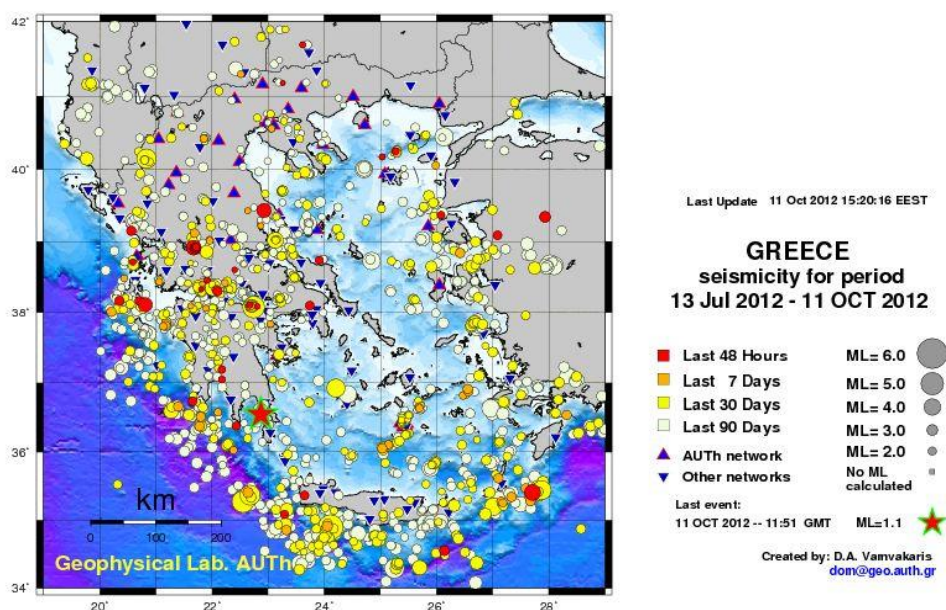 42˚
40˚
38˚
36˚
34˚
20˚ 22˚ 24˚ 26˚ 28˚
km
0 100 200
Geophysical Lab. AUTh
Last Update 11 Oct 2012 15:20:16 EEST
GREECE
seismicity for period
13 Jul 2012 - 11 OCT 2012
Last 48 Hours ML= 6.0
Last 7 Days ML= 5.0
Last 30 Days ML= 4.0
Last 90 Days ML= 3.0
AUTh network ML= 2.0
Other networks No ML
calculated
Last event:
11 OCT 2012 -- 11:51 GMT ML=1.1
Created by: D.A. Vamvakaris
dom@geo.auth.gr